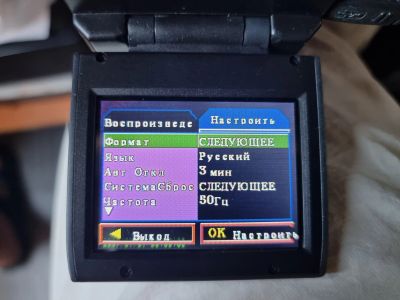 Воспроизведе Настроить
Формат СЛЕДУЮЩЕЕ
Язык Русский
Авт Откл 3 мин
СистемаСброс СЛЕДУЮЩЕЕ
Частота 50Гц
Выход OK Настроить